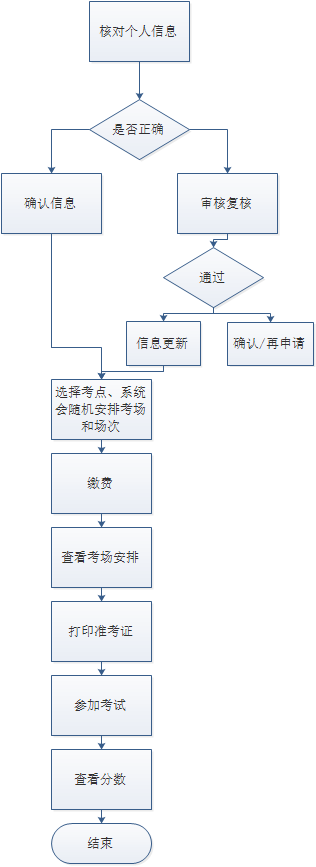 核对个人信息
是否正确
确认信息
审核复核
通过
信息更新
确认/再申请
选择考点、系统
会随机安排考场
和场次
缴费
查看考场安排
打印准考证
参加考试
查看分数
结束